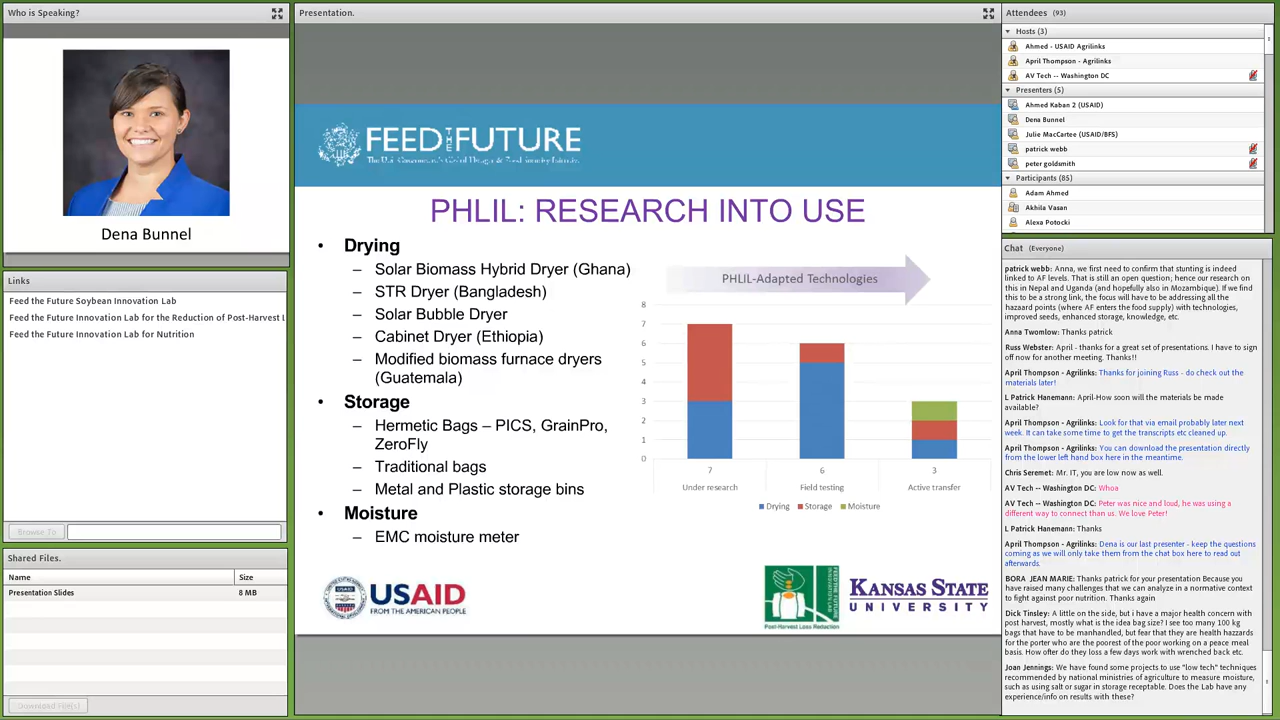 Who is Speaking?
Dena Bunnel
Links
Feed the Future Soybean Innovation Lab
Feed the Future Innovation Lab for the Reduction of Post-Harvest L
Feed the Future Innovation Lab for Nutrition
Browse To
Shared Files.
Name Size
Presentation Slides 8 MB
Download File(s)
Presentation.
FEED THE FUTURE
The U.S. Government's Global Hunger & Food Security Initiative
PHLIL: RESEARCH INTO USE
• Drying
– Solar Biomass Hybrid Dryer (Ghana)
– STR Dryer (Bangladesh)
– Solar Bubble Dryer
– Cabinet Dryer (Ethiopia)
– Modified biomass furnace dryers
(Guatemala)
• Storage
– Hermetic Bags – PICS, GrainPro,
ZeroFly
– Traditional bags
– Metal and Plastic storage bins
• Moisture
– EMC moisture meter
PHLIL-Adapted Technologies
8
7
6
5
4
3
2
1
0
7 6 3
Under research Field testing Active transfer
Drying Storage Moisture
USAID
FROM THE AMERICAN PEOPLE
Post-Harvest Loss Reduction
KANSAS STATE
UNIVERSITY
Attendees (93)
Hosts (3)
Ahmed - USAID Agrilinks
April Thompson - Agrilinks
AV Tech -- Washington DC
Presenters (5)
Ahmed Kaban 2 (USAID)
Dena Bunnel
Julie MacCartee (USAID/BFS)
patrick webb
peter goldsmith
Participants (85)
Adam Ahmed
Akhila Vasan
Alexa Potocki
Chat (Everyone)
patrick webb: Anna, we first need to confirm that stunting is indeed
linked to AF levels. That is still an open question; hence our research on
this in Nepal and Uganda (and hopefully also in Mozambique). If we find
this to be a strong link, the focus will have to be addressing all the
hazaard points (where AF enters the food supply) with technologies,
improved seeds, enhanced storage, knowledge, etc.
Anna Twomlow: Thanks patrick
Russ Webster: April - thanks for a great set of presentations. I have to sign
off now for another meeting. Thanks!!
April Thompson - Agrilinks: Thanks for joining Russ - do check out the
materials later!
L Patrick Hanemann: April-How soon will the materials be made
available?
April Thompson - Agrilinks: Look for that via email probably later next
week. It can take some time to get the transcripts etc cleaned up.
April Thompson - Agrilinks: You can download the presentation directly
from the lower left hand box here in the meantime.
Chris Seremet: Mr. IT, you are low now as well.
AV Tech -- Washington DC: Whoa
AV Tech -- Washington DC: Peter was nice and loud, he was using a
different way to connect than us. We love Peter!
L Patrick Hanemann: Thanks
April Thompson - Agrilinks: Dena is our last presenter - keep the questions
coming as we will only take them from the chat box here to read out
afterwards.
BORA JEAN MARIE: Thanks patrick for your presentation Because you
have raised many challenges that we can analyze in a normative context
to fight against poor nutrition. Thanks again
Dick Tinsley: A little on the side, but i have a major health concern with
post harvest, mostly what is the idea bag size? I see too many 100 kg
bags that have to be manhandled, but fear that they are health hazzards
for the porter who are the poorest of the poor working on a peace meal
basis. How ofter do they loss a few days work with wrenched back etc.
Joan Jennings: We have found some projects to use "low tech" techniques
recommended by national ministries of agriculture to measure moisture,
such as using salt or sugar in storage receptable. Does the Lab have any
experience/info on results with these?